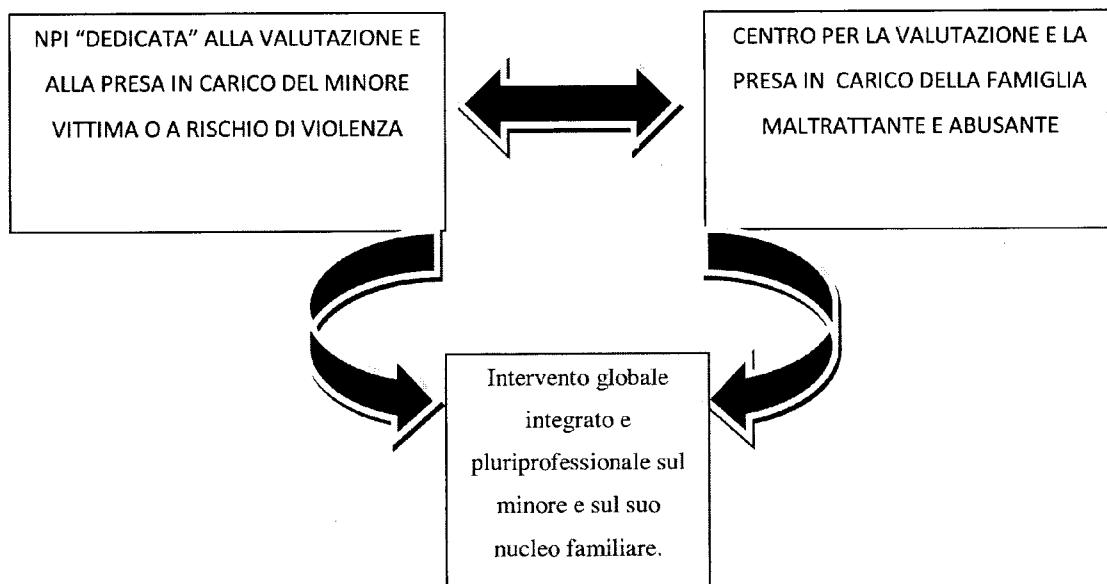 NPI “DEDICATA” ALLA VALUTAZIONE E
ALLA PRESA IN CARICO DEL MINORE
VITTIMA O A RISCHIO DI VIOLENZA
CENTRO PER LA VALUTAZIONE E LA
PRESA IN CARICO DELLA FAMIGLIA
MALTRATTANTE E ABUSANTE
Intervento globale
integrato e
pluriprofessionale sul
minore e sul suo
nucleo familiare.